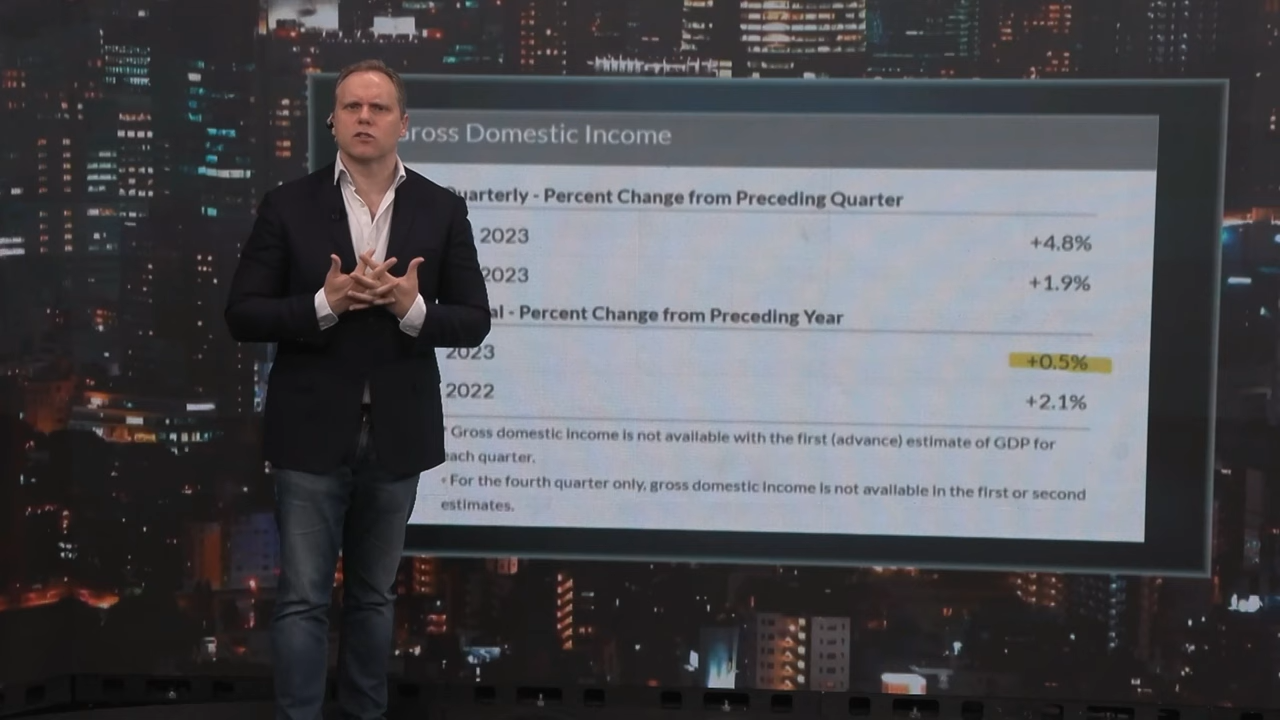 Gross Domestic Income
Quarterly - Percent Change from Preceding Quarter
2023 +4.8%
2023 +1.9%
al - Percent Change from Preceding Year
2023 +0.5%
2022 +2.1%
* Gross domestic income is not available with the first (advance) estimate of GDP for
each quarter.
* For the fourth quarter only, gross domestic income is not available in the first or second
estimates.